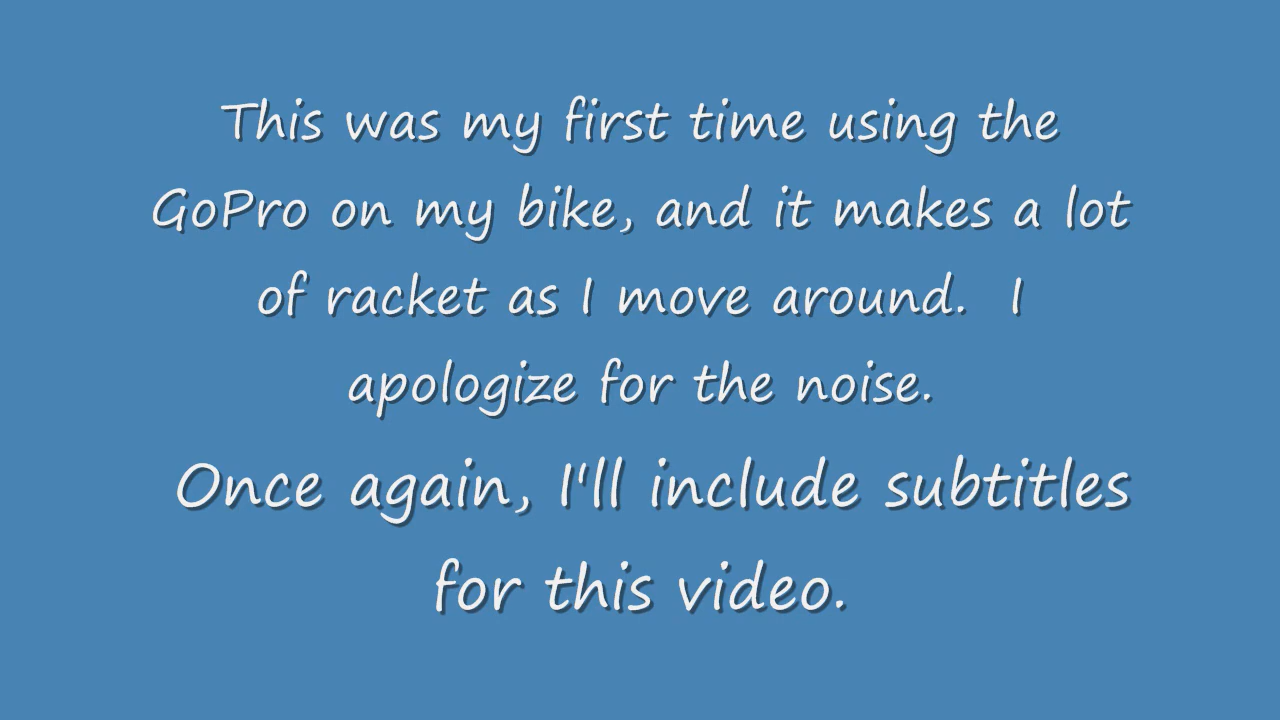 This was my first time using the
GoPro on my bike, and it makes a lot
of racket as I move around.  I
apologize for the noise.
Once again, I'll include subtitles
for this video.